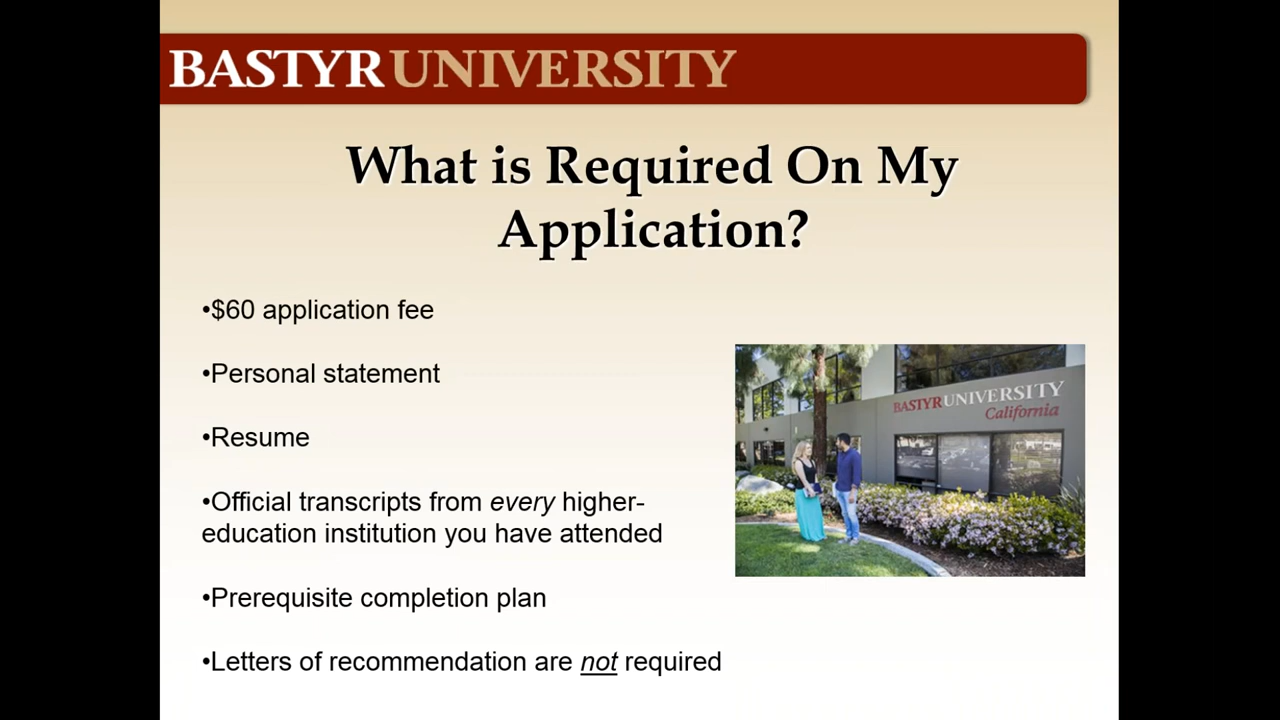 BASTYR UNIVERSITY
What is Required On My
Application?
•$60 application fee
•Personal statement
•Resume
•Official transcripts from every higher-
education institution you have attended
•Prerequisite completion plan
•Letters of recommendation are not required
BASTYR UNIVERSITY
California